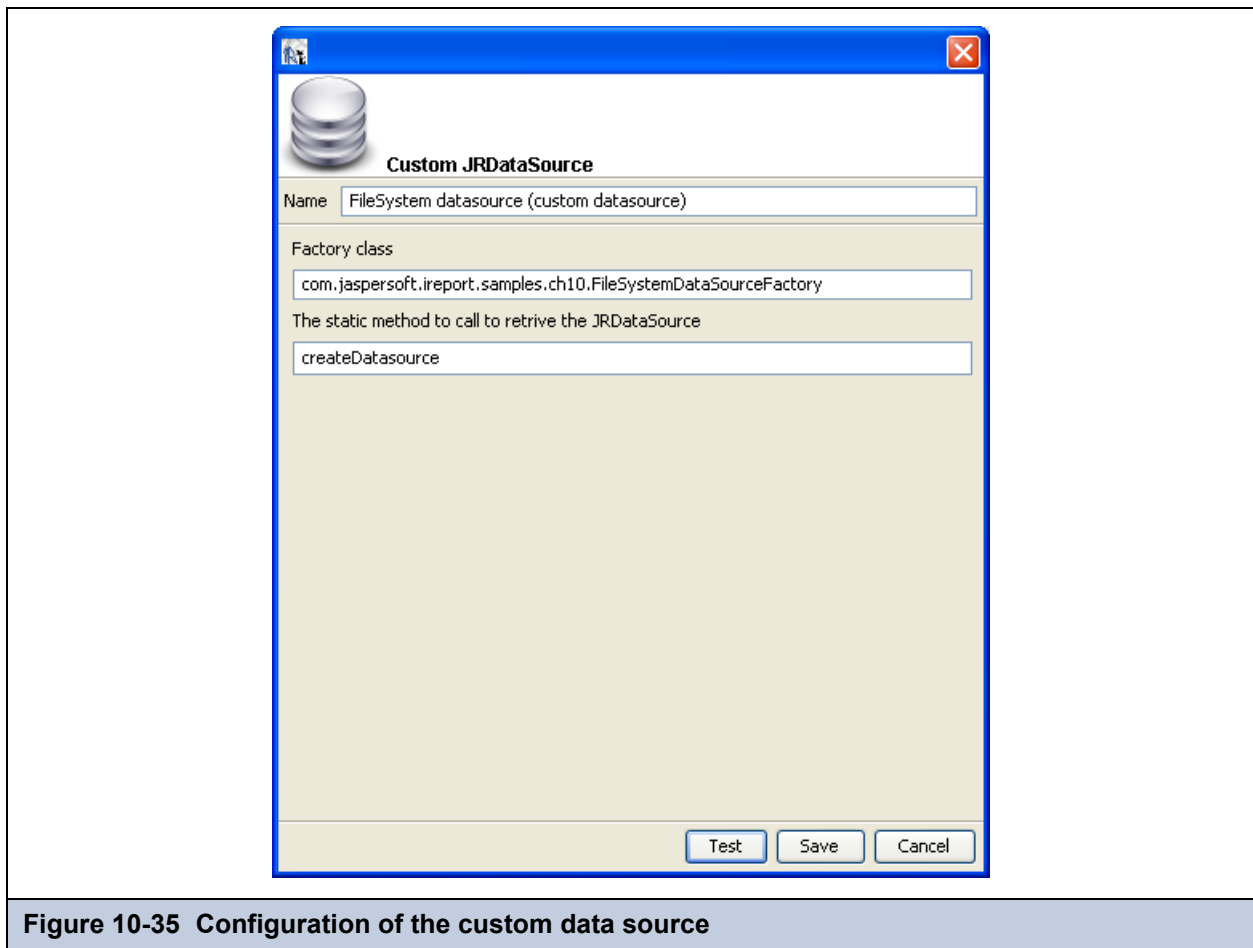 Custom JRDataSource
Name FileSystem datasource (custom datasource)
Factory class
com.jaspersoft.ireport.samples.ch10.FileSystemDataSourceFactory
The static method to call to retrive the JRDataSource
createDatasource
Test Save Cancel
Figure 10-35 Configuration of the custom data source